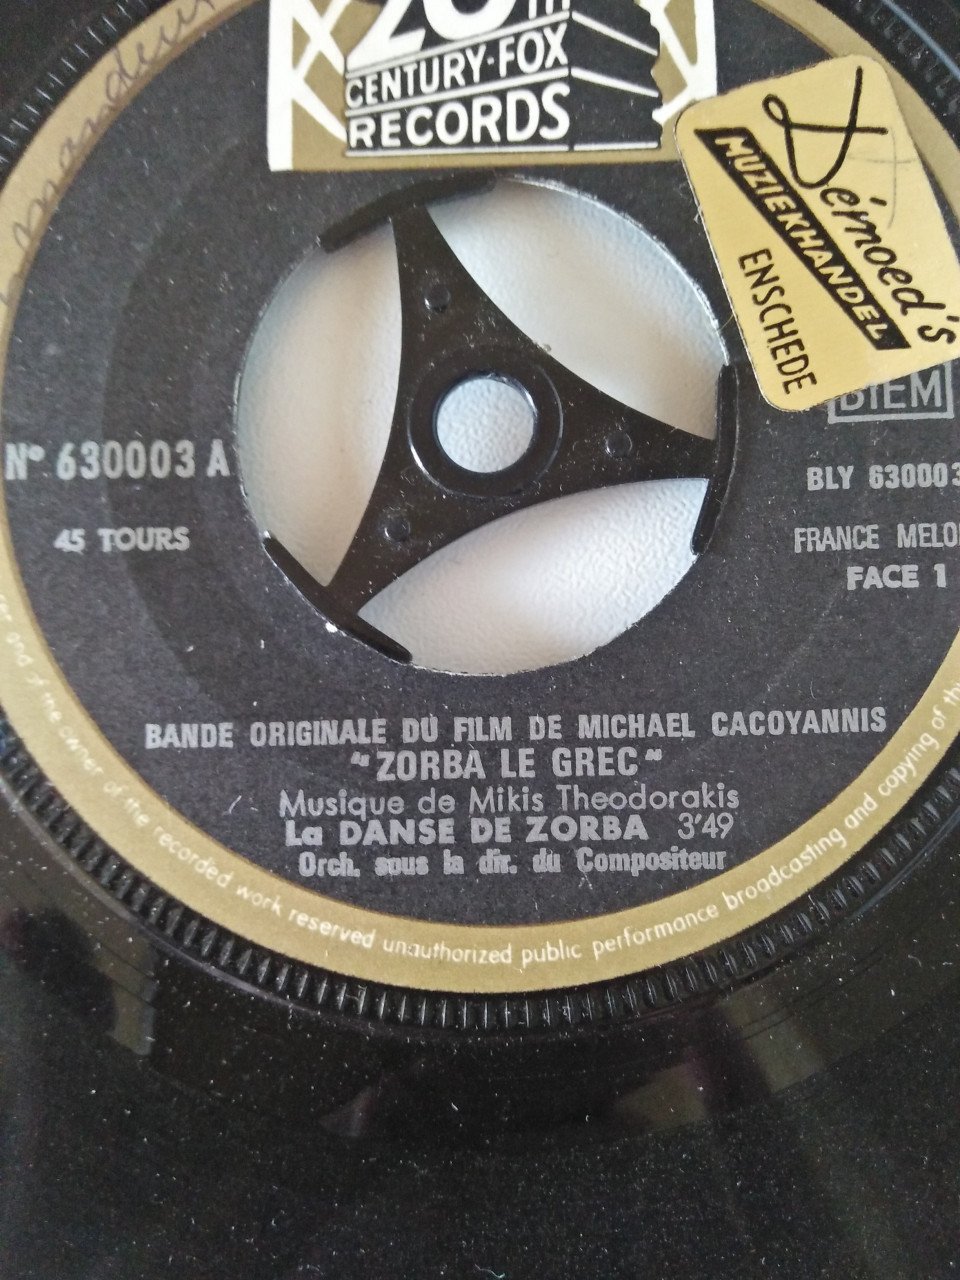 20th
CENTURY-FOX
RECORDS
Deinoed's
MUZIEKHANDEL
ENSCHEDE
BIEM
Nº 630003 A
45 TOURS
BLY 630003
FRANCE MELO
FACE 1
BANDE ORIGINALE DU FILM DE MICHAEL CACOYANNIS
"ZORBA LE GREC"
Musique de Mikis Theodorakis
La DANSE DE ZORBA 3'49
Orch. sous la dir. du Compositeur
and of the owner of the recorded work reserved unauthorized public performance broadcasting and copying of